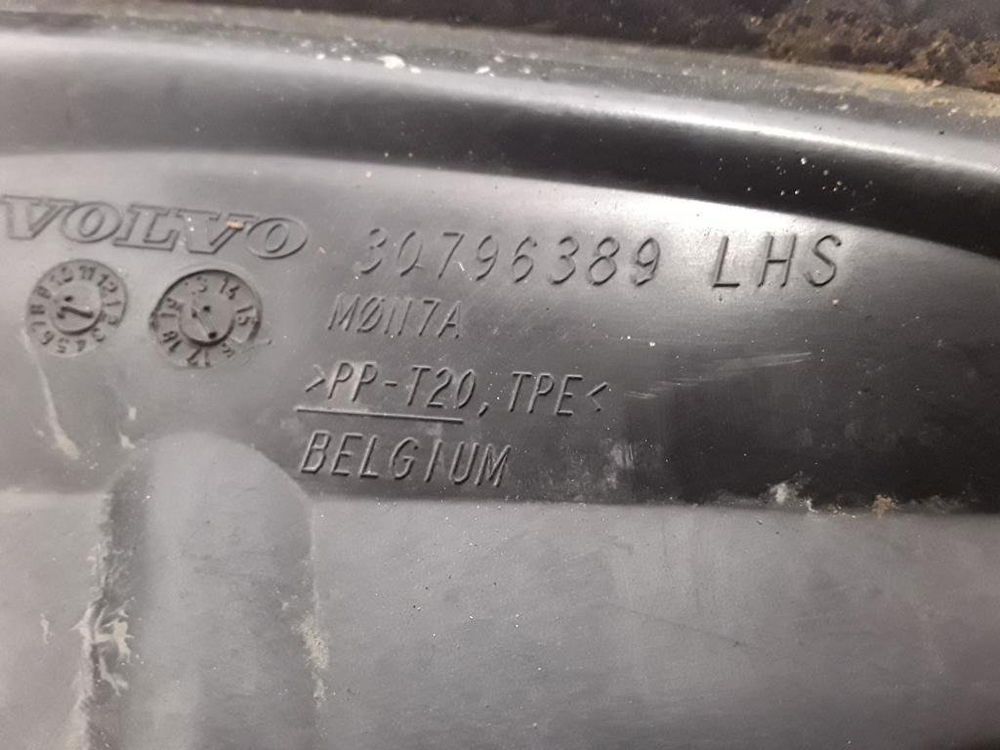 VOLVO 30796389 LHS
MØ117A
>PP-T20, TPE<
BELGIUM